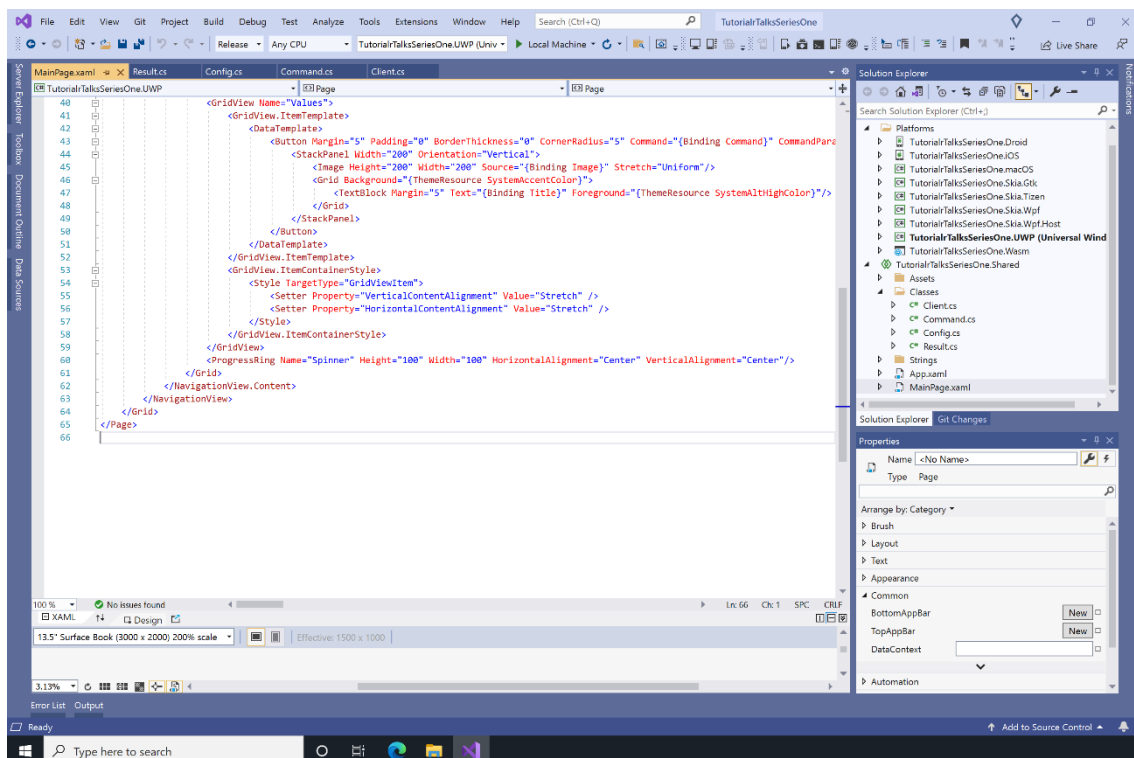 File Edit View Git Project Build Debug Test Analyze Tools Extensions Window Help Search (Ctrl+Q) TutorialrTalksSeriesOne
Release Any CPU TutorialrTalksSeriesOne.UWP (Univ Local Machine Live Share
Server Explorer
Toolbox
Document Outline
Data Sources
MainPage.xaml Result.cs Config.cs Command.cs Client.cs
TutorialrTalksSeriesOne.UWP Page Page
40 <GridView Name="Values">
41 <GridView.ItemTemplate>
42 <DataTemplate>
43 <Button Margin="5" Padding="0" BorderThickness="0" CornerRadius="5" Command="{Binding Command}" CommandPara
44 <StackPanel Width="200" Orientation="Vertical">
45 <Image Height="200" Width="200" Source="{Binding Image}" Stretch="Uniform"/>
46 <Grid Background="{ThemeResource SystemAccentColor}">
47 <TextBlock Margin="5" Text="{Binding Title}" Foreground="{ThemeResource SystemAltHighColor}"/>
48 </Grid>
49 </StackPanel>
50 </Button>
51 </DataTemplate>
52 </GridView.ItemTemplate>
53 <GridView.ItemContainerStyle>
54 <Style TargetType="GridViewItem">
55 <Setter Property="VerticalContentAlignment" Value="Stretch" />
56 <Setter Property="HorizontalContentAlignment" Value="Stretch" />
57 </Style>
58 </GridView.ItemContainerStyle>
59 </GridView>
60 <ProgressRing Name="Spinner" Height="100" Width="100" HorizontalAlignment="Center" VerticalAlignment="Center"/>
61 </Grid>
62 </NavigationView.Content>
63 </NavigationView>
64 </Grid>
65 </Page>
66
100 % No issues found Ln: 66 Ch: 1 SPC CRLF
XAML Design
13.5" Surface Book (3000 x 2000) 200% scale Effective: 1500 x 1000
3.13%
Error List Output
Solution Explorer
Search Solution Explorer (Ctrl+;)
Platforms
TutorialrTalksSeriesOne.Droid
TutorialrTalksSeriesOne.iOS
TutorialrTalksSeriesOne.macOS
TutorialrTalksSeriesOne.Skia.Gtk
TutorialrTalksSeriesOne.Skia.Tizen
TutorialrTalksSeriesOne.Skia.Wpf
TutorialrTalksSeriesOne.Skia.Wpf.Host
TutorialrTalksSeriesOne.UWP (Universal Wind
TutorialrTalksSeriesOne.Wasm
TutorialrTalksSeriesOne.Shared
Assets
Classes
C# Client.cs
C# Command.cs
C# Config.cs
C# Result.cs
Strings
App.xaml
MainPage.xaml
Solution Explorer Git Changes
Properties
Name <No Name>
Type Page
Arrange by: Category
Brush
Layout
Text
Appearance
Common
BottomAppBar New
TopAppBar New
DataContext
Automation
Notifications
Ready Add to Source Control
Type here to search